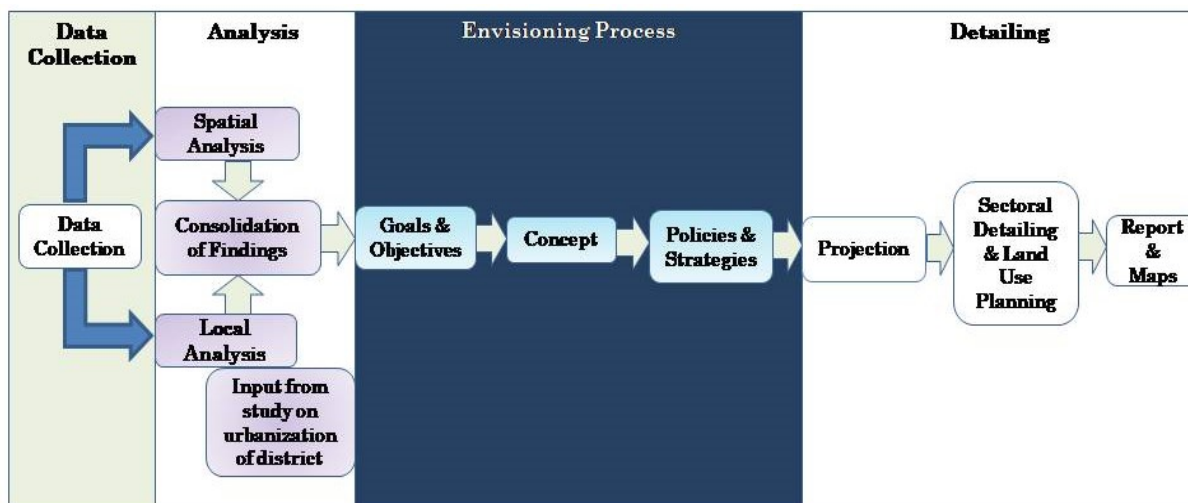 Data
Collection
Analysis
Envisioning Process
Detailing
Spatial
Analysis
Data
Collection
Consolidation
of Findings
Local
Analysis
Input from
study on
urbanization
of district
Goals &
Objectives
Concept
Policies &
Strategies
Projection
Sectoral
Detailing
& Land
Use
Planning
Report
&
Maps